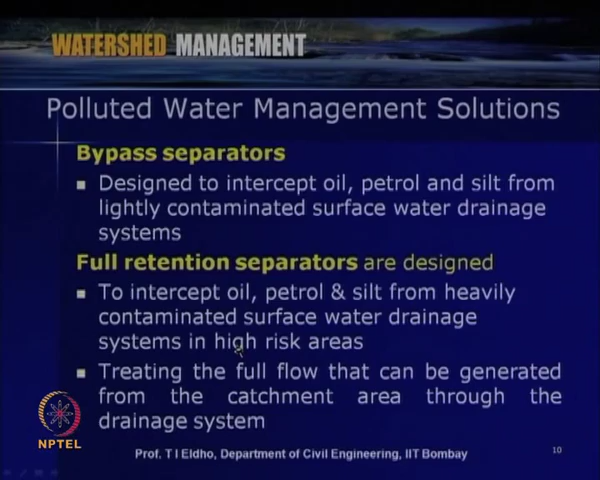 WATERSHED MANAGEMENT
Polluted Water Management Solutions
Bypass separators
Designed to intercept oil, petrol and silt from
lightly contaminated surface water drainage
systems
Full retention separators are designed
To intercept oil, petrol & silt from heavily
contaminated surface water drainage
systems in high risk areas
Treating the full flow that can be generated
from the catchment area through the
drainage system
NPTEL
Prof. T I Eldho, Department of Civil Engineering, IIT Bombay
10